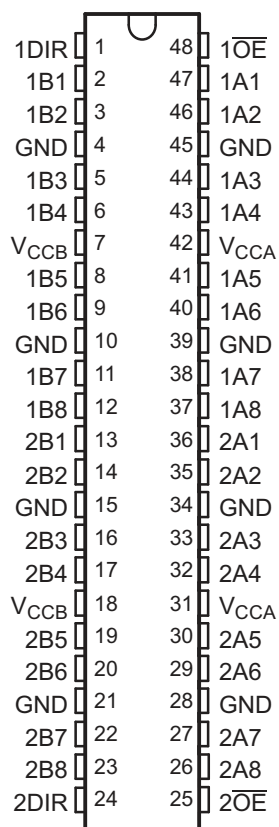 1DIR 1 48 1O̅E̅
1B1 2 47 1A1
1B2 3 46 1A2
GND 4 45 GND
1B3 5 44 1A3
1B4 6 43 1A4
VCCB 7 42 VCCA
1B5 8 41 1A5
1B6 9 40 1A6
GND 10 39 GND
1B7 11 38 1A7
1B8 12 37 1A8
2B1 13 36 2A1
2B2 14 35 2A2
GND 15 34 GND
2B3 16 33 2A3
2B4 17 32 2A4
VCCB 18 31 VCCA
2B5 19 30 2A5
2B6 20 29 2A6
GND 21 28 GND
2B7 22 27 2A7
2B8 23 26 2A8
2DIR 24 25 2O̅E̅